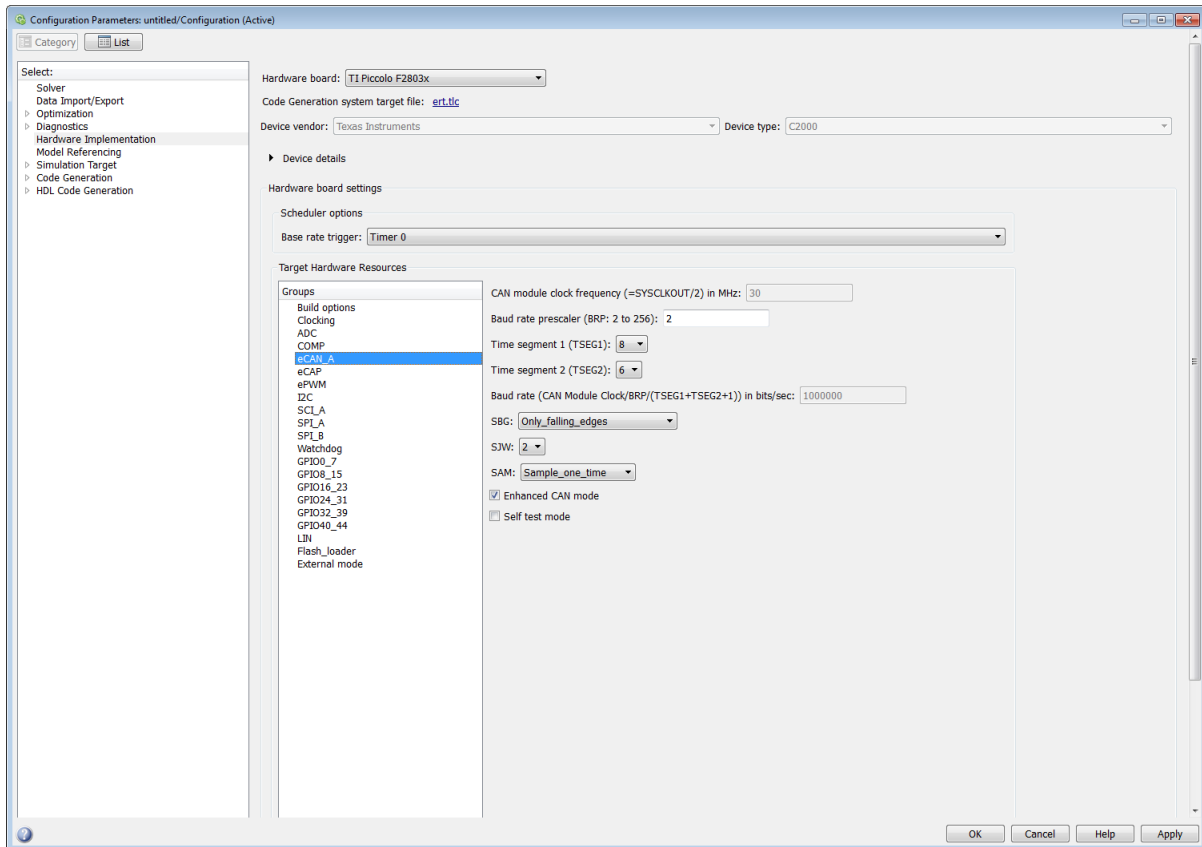 Configuration Parameters: untitled/Configuration (Active)
Category
List
Select:
Solver
Data Import/Export
Optimization
Diagnostics
Hardware Implementation
Model Referencing
Simulation Target
Code Generation
HDL Code Generation
Hardware board: TI Piccolo F2803x
Code Generation system target file: ert.tlc
Device vendor: Texas Instruments Device type: C2000
Device details
Hardware board settings
Scheduler options
Base rate trigger: Timer 0
Target Hardware Resources
Groups
Build options
Clocking
ADC
COMP
eCAN_A
eCAP
ePWM
I2C
SCI_A
SPI_A
SPI_B
Watchdog
GPIO0_7
GPIO8_15
GPIO16_23
GPIO24_31
GPIO32_39
GPIO40_44
LIN
Flash_loader
External mode
CAN module clock frequency (=SYSCLKOUT/2) in MHz: 30
Baud rate prescaler (BRP: 2 to 256): 2
Time segment 1 (TSEG1): 8
Time segment 2 (TSEG2): 6
Baud rate (CAN Module Clock/BRP/(TSEG1+TSEG2+1)) in bits/sec: 1000000
SBG: Only_falling_edges
SJW: 2
SAM: Sample_one_time
Enhanced CAN mode
Self test mode
OK Cancel Help Apply